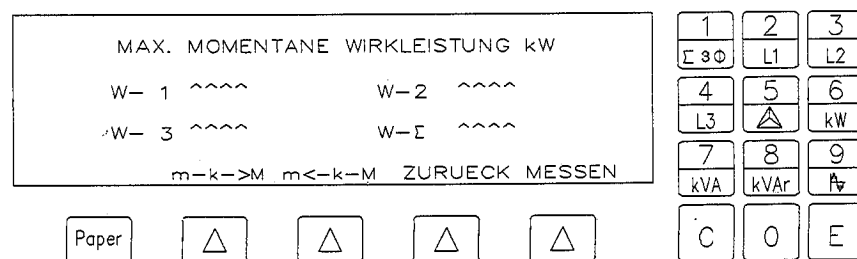 MAX. MOMENTANE WIRKLEISTUNG kW
W- 1 ^^^^ W-2 ^^^^
W- 3 ^^^^ W-Σ ^^^^
m-k->M m<-k-M ZURUECK MESSEN
Paper △ △ △ △
1 2 3
Σ3Φ L1 L2
4 5 6
L3 kW
7 8 9
kVA kVAr
C 0 E